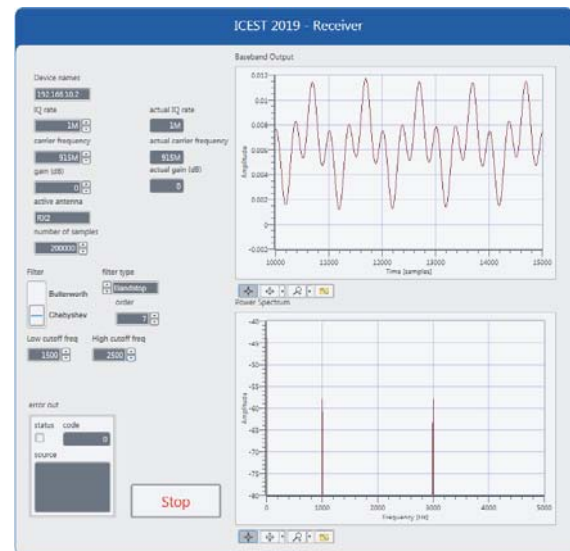 ICEST 2019 - Receiver
Device names
192.168.10.2
IQ rate
1M
actual IQ rate
1M
carrier frequency
915M
actual carrier frequency
915M
gain (dB)
0
actual gain (dB)
0
active antenna
RX2
number of samples
200000
Filter
Butterworth
Chebyshev
filter type
Bandstop
order
7
Low cutoff freq
1500
High cutoff freq
2500
error out
status
code
0
source
Stop
Baseband Output
Amplitude
0.012
0.01
0.008
0.006
0.004
0.002
0
-0.002
10000
11000
12000
13000
14000
15000
Time [samples]
Power Spectrum
Amplitude
-40
-45
-50
-55
-60
-65
-70
-75
-80
0
1000
2000
3000
4000
5000
Frequency [Hz]